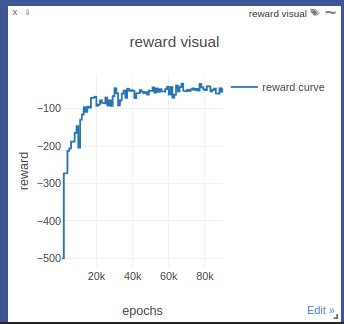 x
reward visual
reward visual
reward curve
−100
−200
−300
−400
−500
reward
20k
40k
60k
80k
epochs
Edit »